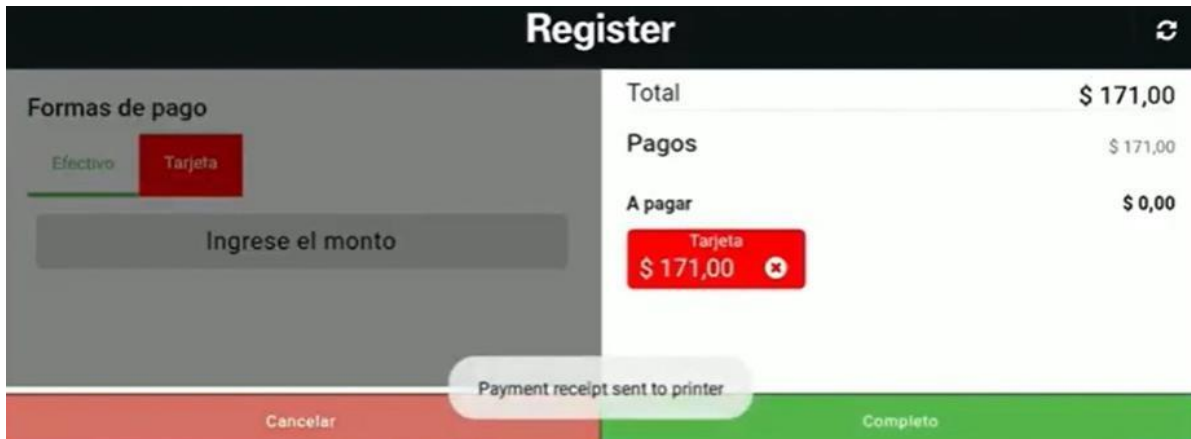 Register
Formas de pago
Efectivo
Tarjeta
Ingrese el monto
Total
$ 171,00
Pagos
$ 171,00
A pagar
$ 0,00
Tarjeta
$ 171,00
Payment receipt sent to printer
Cancelar
Completo